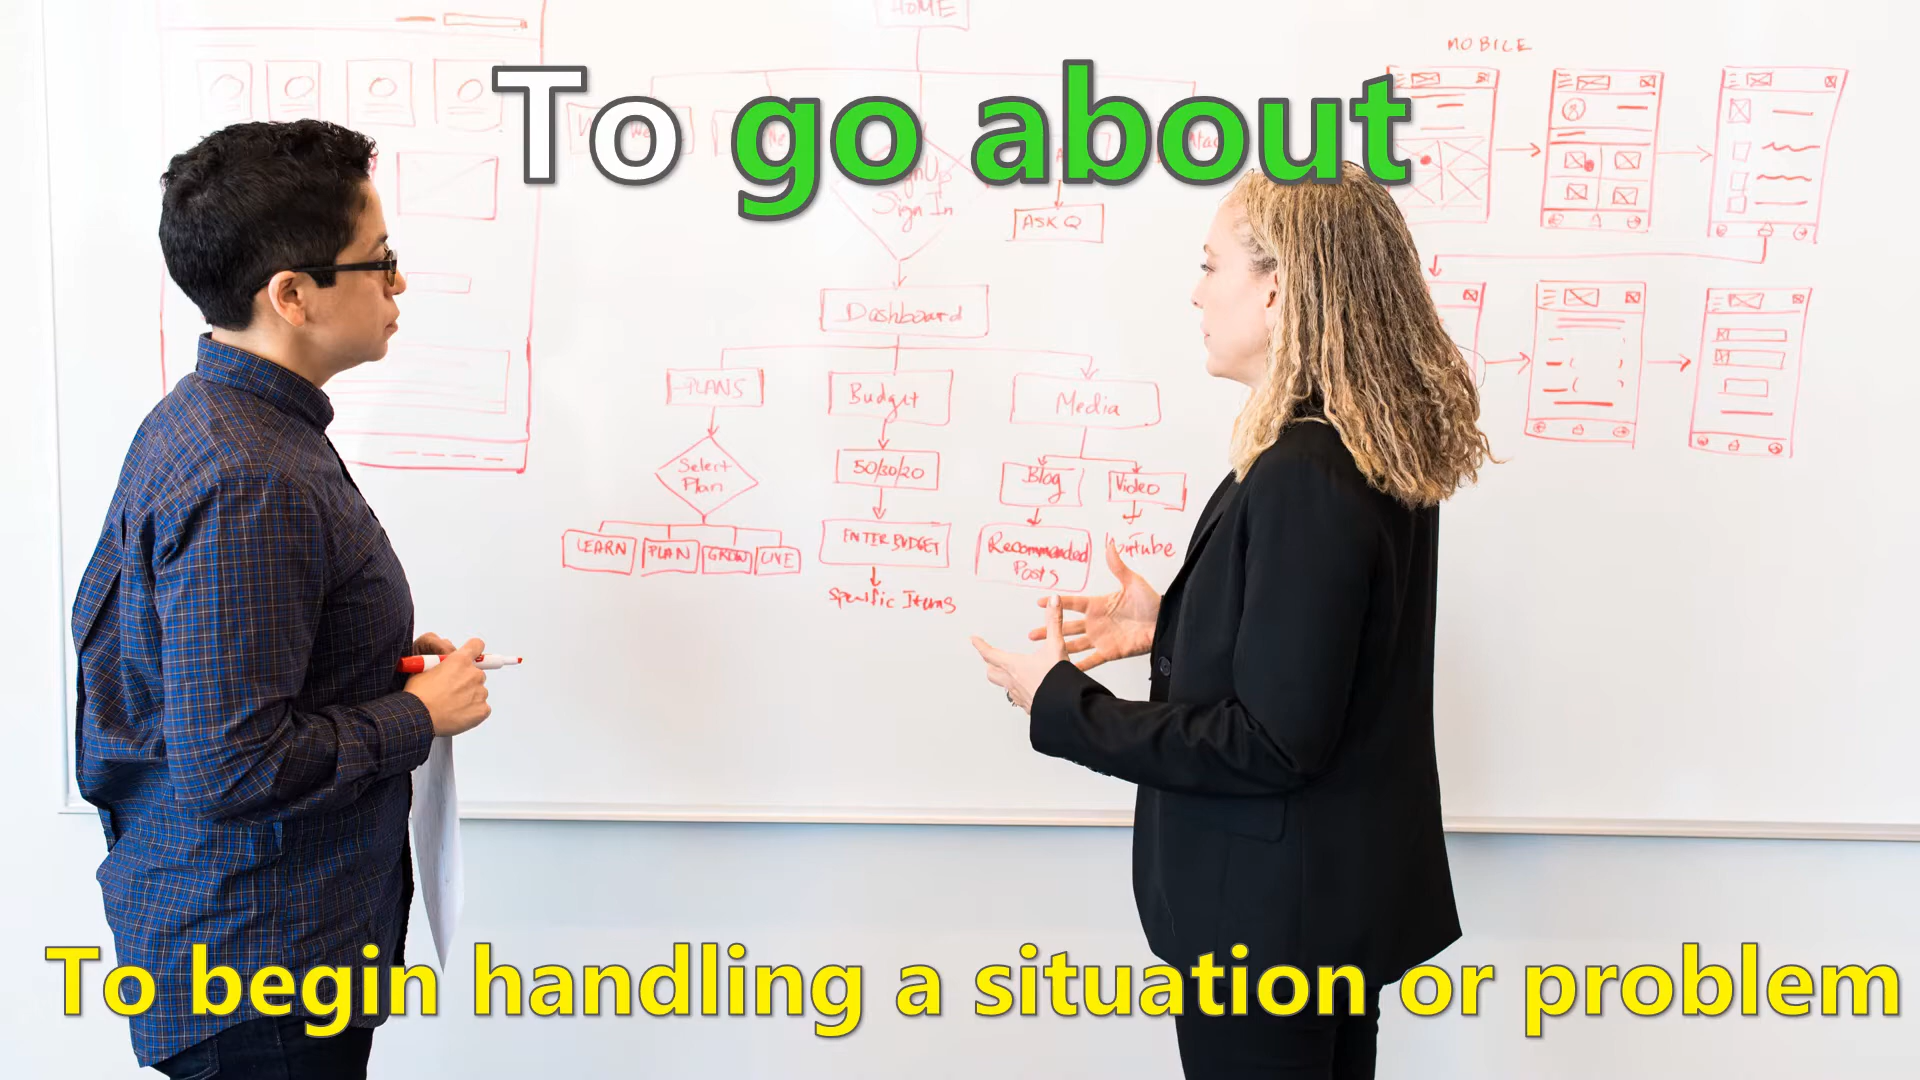 HOME
MOBILE
To go about
Sign In
ASK Q
Dashboard
PLANS
Budget
Media
Select
Plan
50/30/20
Blog
Video
LEARN
PLAN
GROW
LIVE
ENTER BUDGET
Recommended
Posts
YouTube
Specific Items
To begin handling a situation or problem